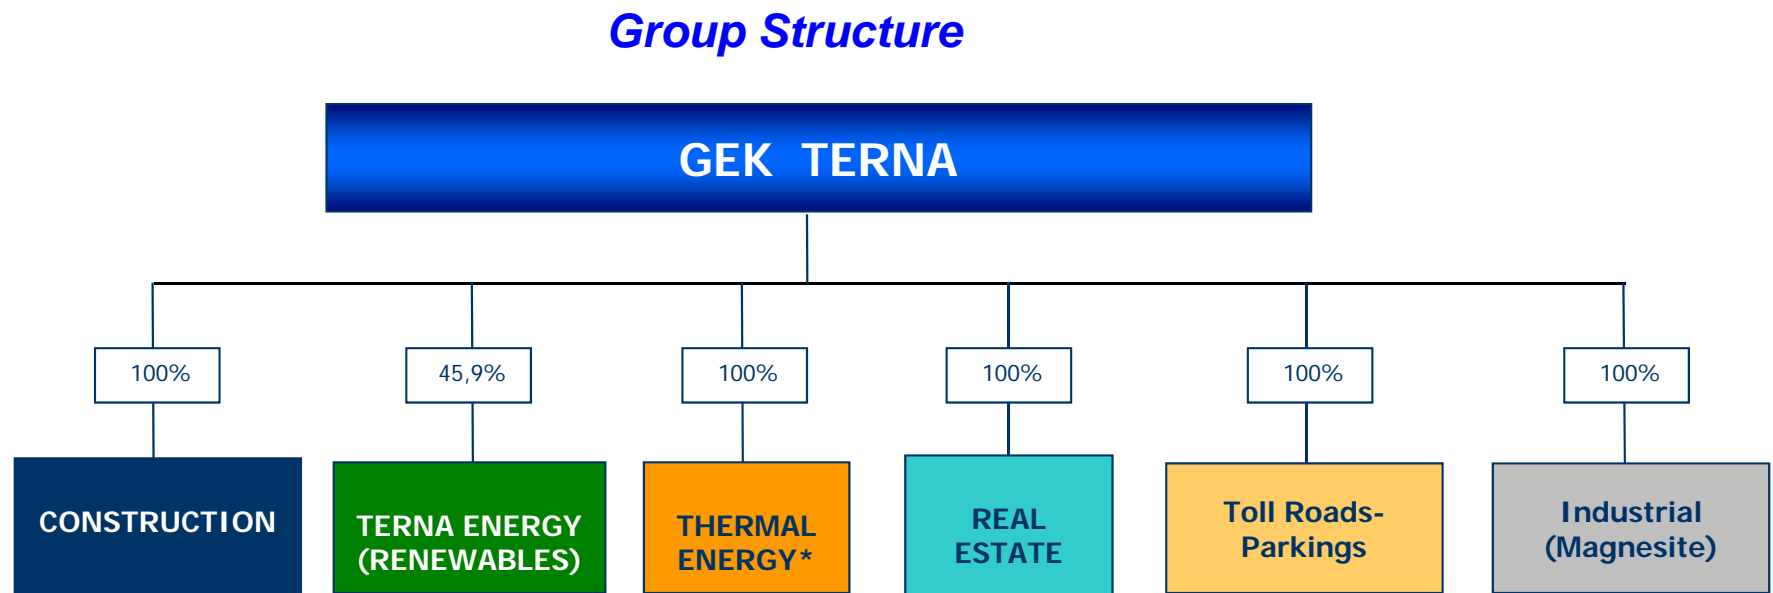 Group Structure
GEK TERNA
100%
45,9%
100%
100%
100%
100%
CONSTRUCTION
TERNA ENERGY
(RENEWABLES)
THERMAL
ENERGY*
REAL
ESTATE
Toll Roads-
Parkings
Industrial
(Magnesite)